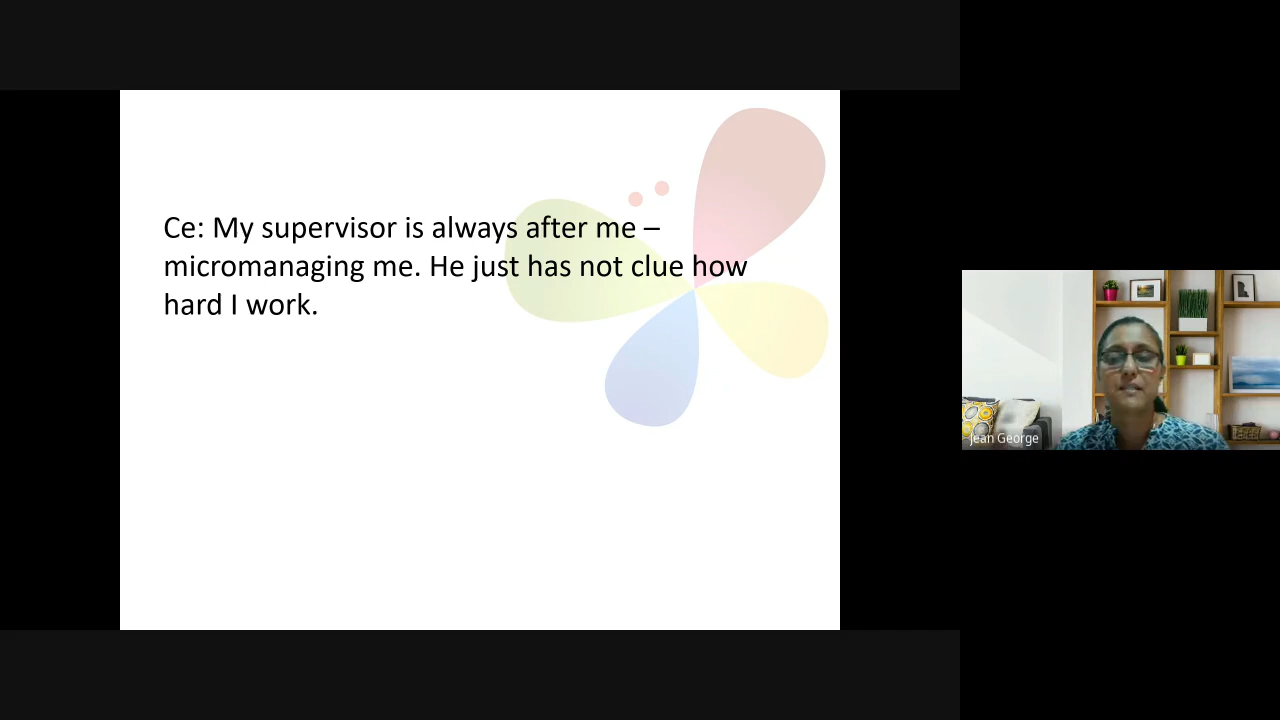 Ce: My supervisor is always after me –
micromanaging me. He just has not clue how
hard I work.
Jean George